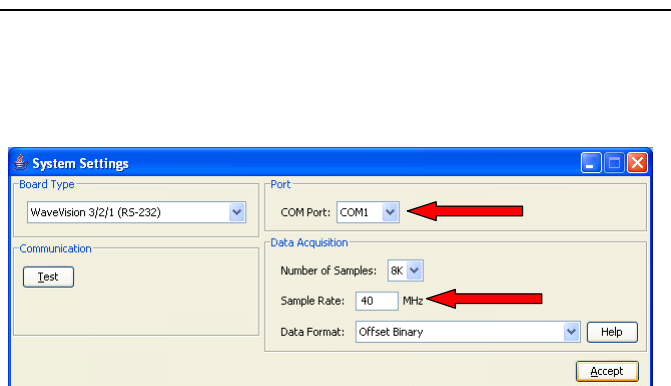 System Settings
Board Type
WaveVision 3/2/1 (RS-232)
Communication
Test
Port
COM Port: COM1
Data Acquisition
Number of Samples: 8K
Sample Rate: 40 MHz
Data Format: Offset Binary
Help
Accept